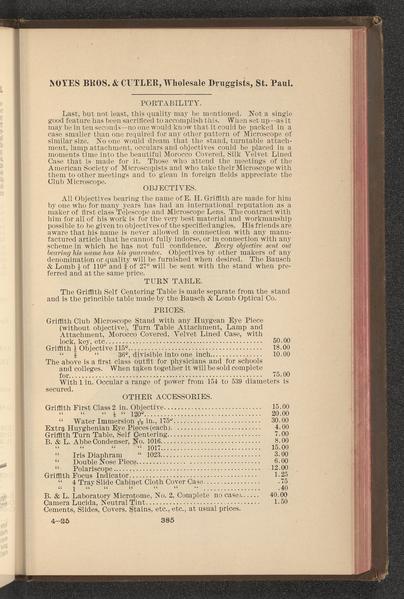 NOYES BROS. & CUTLER, Wholesale Druggists, St. Paul.
PORTABILITY.
Last, but not least, this quality may be mentioned. Not a single
good feature has been sacrificed to accomplish this. When set up—as it
may be in ten seconds—no one would know that it could be packed in a
case smaller than one required for any other pattern of Microscope of
similar size. No one would dream that the stand, turntable attach-
ment, lamp attachment, occulars and objectives could be placed in a
moments time into the beautiful Morocco Covered, Silk Velvet Lined
Case that is made for it. Those who attend the meetings of the
American Society of Microscopists and who take their Microscope with
them to other meetings and to glean in foreign fields appreciate the
Club Microscope.
OBJECTIVES.
All Objectives bearing the name of E. H. Griffith are made for him
by one who for many years has had an international reputation as a
maker of first class Telescope and Microscope Lens. The contract with
him for all of his work is for the very best material and workmanship
possible to be given to objectives of the specified angles. His friends are
aware that his name is never allowed in connection with any manu-
factured article that he cannot fully indorse, or in connection with any
scheme in which he has not full confidence. Every objective sent out
bearing his name has his guarantee. Objectives by other makers of any
denomination or quality will be furnished when desired. The Bausch
& Lomb of 110° and of 27° will be sent with the stand when pre-
ferred and at the same price.
TURN TABLE.
The Griffith Self Centering Table is made separate from the stand
and is the princible table made by the Bausch & Lomb Optical Co.
PRICES.
Griffith Club Microscope Stand with any Huygean Eye Piece
(without objective), Turn Table Attachment, Lamp and
Attachment, Morocco Covered, Velvet Lined Case, with
lock, key, etc. 50.00
Griffith Objective 115° 18.00
" " 36°, divisible into one inch 10.00
The above is a first class outfit for physicians and for schools
and colleges. When taken together it will be sold complete
for 75.00
With 1 in. Occular a range of power from 154 to 539 diameters is
secured.
OTHER ACCESSORIES.
Griffith First Class 2 in. Objective 15.00
" " " " 120° 20.00
" Water Immersion in., 175° 30.00
Extra Huyghenian Eye Pieces (each) 4.00
Griffith Turn Table, Self Centering 7.00
B. & L. Abbe Condenser, No. 1016 8.00
" " " " 1017 15.00
" Iris Diaphram " 1023 3.00
" Double Nose Piece 6.00
" Polariscope 12.00
Griffith Focus Indicator 1.25
" 4 Tray Slide Cabinet Cloth Cover Case .75
" 1 " " " " " " .40
B. & L. Laboratory Microtome, No. 2, Complete no cases 40.00
Camera Lucida, Neutral Tint 1.50
Cements, Slides, Covers, Stains, etc., etc., at usual prices.
4-25 385